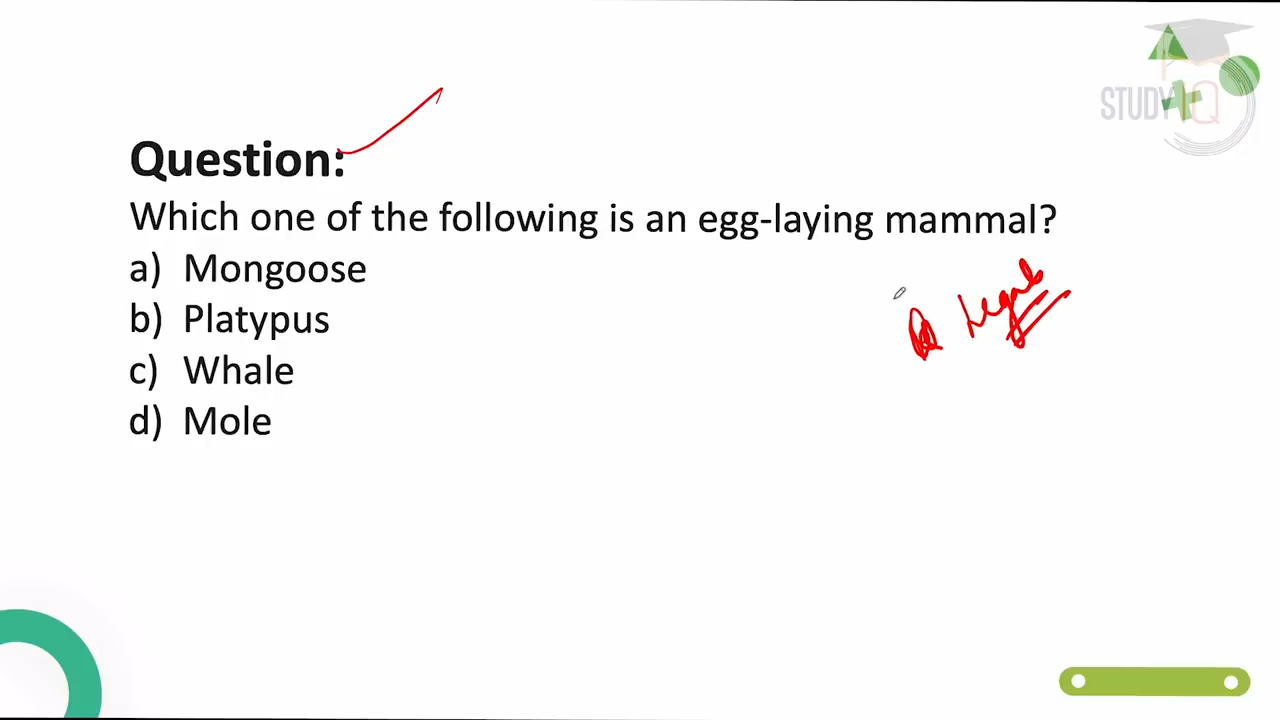 STUDY IQ
Question:
Which one of the following is an egg-laying mammal?
a) Mongoose
b) Platypus
c) Whale
d) Mole